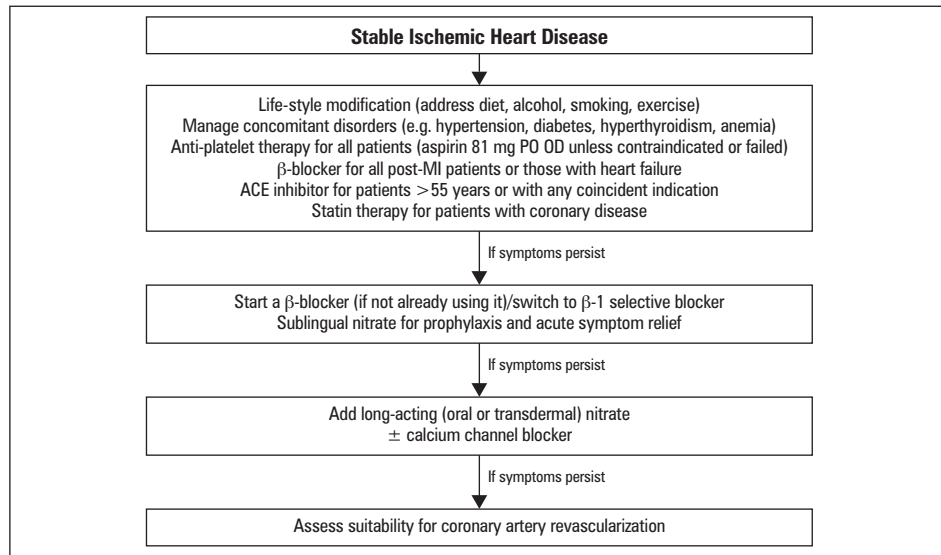 Stable Ischemic Heart Disease
Life-style modification (address diet, alcohol, smoking, exercise)
Manage concomitant disorders (e.g. hypertension, diabetes, hyperthyroidism, anemia)
Anti-platelet therapy for all patients (aspirin 81 mg PO OD unless contraindicated or failed)
β-blocker for all post-MI patients or those with heart failure
ACE inhibitor for patients >55 years or with any coincident indication
Statin therapy for patients with coronary disease
If symptoms persist
Start a β-blocker (if not already using it)/switch to β-1 selective blocker
Sublingual nitrate for prophylaxis and acute symptom relief
If symptoms persist
Add long-acting (oral or transdermal) nitrate
± calcium channel blocker
If symptoms persist
Assess suitability for coronary artery revascularization